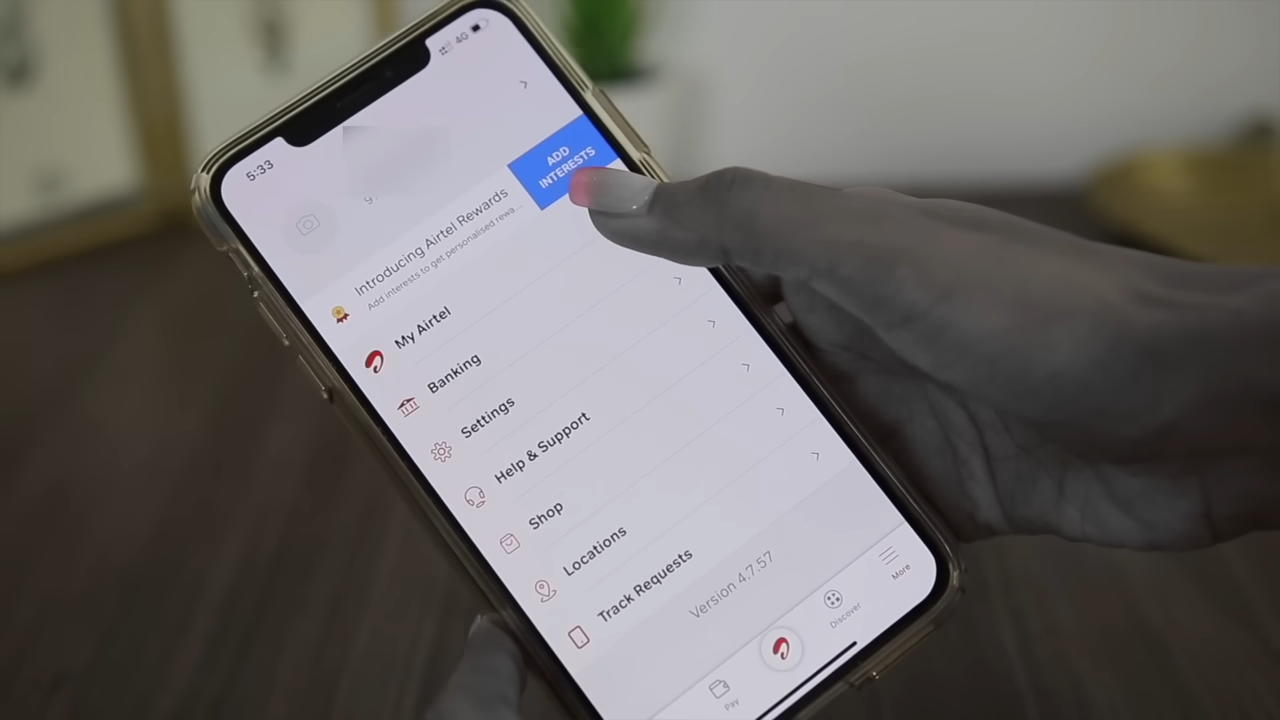 5:33
4G
9.
Introducing Airtel Rewards
Add interests to get personalised rewa...
ADD
INTERESTS
My Airtel
Banking
Settings
Help & Support
Shop
Locations
Track Requests
Version 4.7.57
Pay
Discover
More